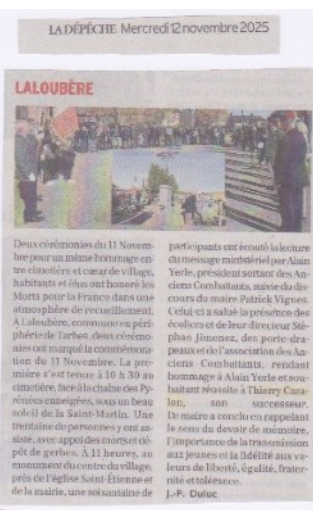 LA DÉPÊCHE Mercredi 12 novembre 2025
LALOUBÈRE
Deux cérémonies du 11 Novem-
bre pour un même hommage en-
tre cimetière et cœur de village,
habitants et élus ont honoré les
Morts pour la France dans une
atmosphère de recueillement.
À Laloubère, commune en péri-
phérie de Tarbes, deux cérémo-
nies ont marqué la commémora-
tion du 11 Novembre. La pre-
mière s'est tenue à 10 h 30 au
cimetière, face à la chaîne des Py-
rénées enneigées, sous un beau
soleil de la Saint-Martin. Une
trentaine de personnes y ont as-
sisté, avec appel des morts et dé-
pôt de gerbes. À 11 heures, au
monument du centre du village,
près de l'église Saint-Étienne et
de la mairie, une soixantaine de
participants ont écouté la lecture
du message ministériel par Alain
Yerle, président sortant des An-
ciens Combattants, suivie du dis-
cours du maire Patrick Vignes.
Celui-ci a salué la présence des
écoliers et de leur directeur Sté-
phan Jimenez, des porte-dra-
peaux et de l'association des An-
ciens Combattants, rendant
hommage à Alain Yerle et sou-
haitant réussite à Thierry Caza-
lon, son successeur.
Le maire a conclu en rappelant
le sens du devoir de mémoire,
l'importance de la transmission
aux jeunes et la fidélité aux va-
leurs de liberté, égalité, frater-
nité et tolérance.
J.-P. Duluc